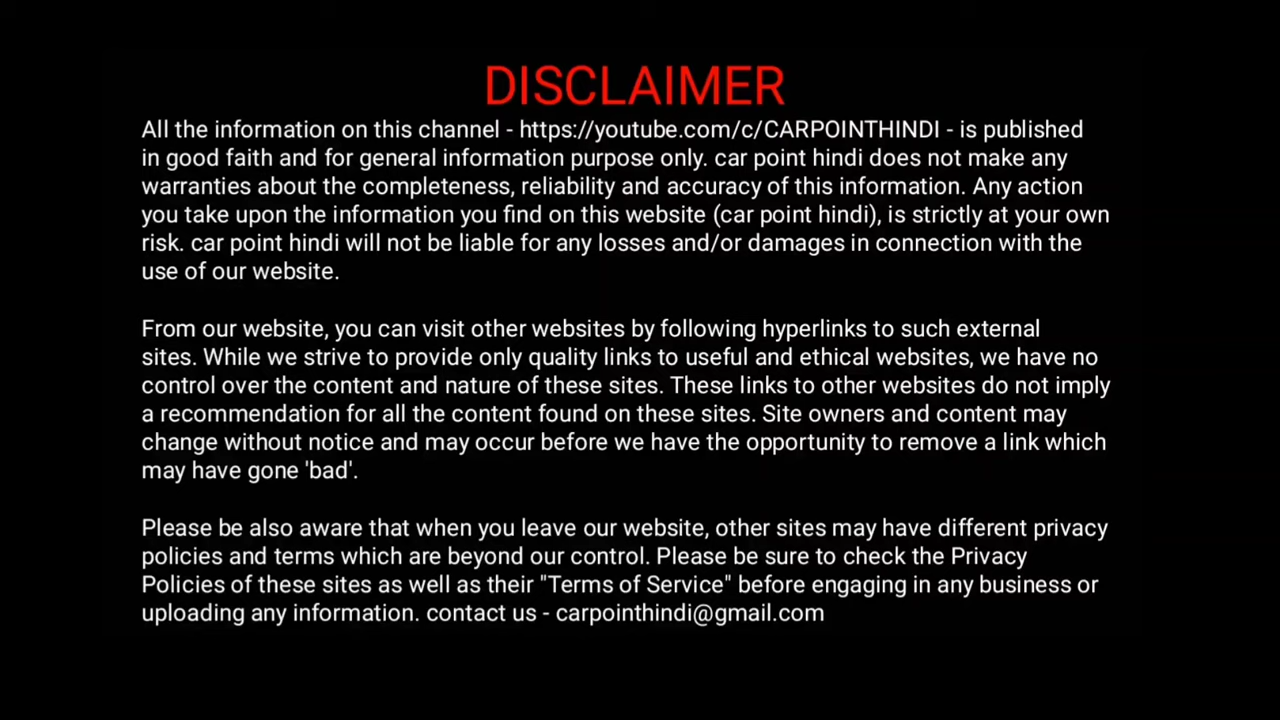 DISCLAIMER
All the information on this channel - https://youtube.com/c/CARPOINTHINDI - is published
in good faith and for general information purpose only. car point hindi does not make any
warranties about the completeness, reliability and accuracy of this information. Any action
you take upon the information you find on this website (car point hindi), is strictly at your own
risk. car point hindi will not be liable for any losses and/or damages in connection with the
use of our website.
From our website, you can visit other websites by following hyperlinks to such external
sites. While we strive to provide only quality links to useful and ethical websites, we have no
control over the content and nature of these sites. These links to other websites do not imply
a recommendation for all the content found on these sites. Site owners and content may
change without notice and may occur before we have the opportunity to remove a link which
may have gone 'bad'.
Please be also aware that when you leave our website, other sites may have different privacy
policies and terms which are beyond our control. Please be sure to check the Privacy
Policies of these sites as well as their "Terms of Service" before engaging in any business or
uploading any information. contact us - carpointhindi@gmail.com